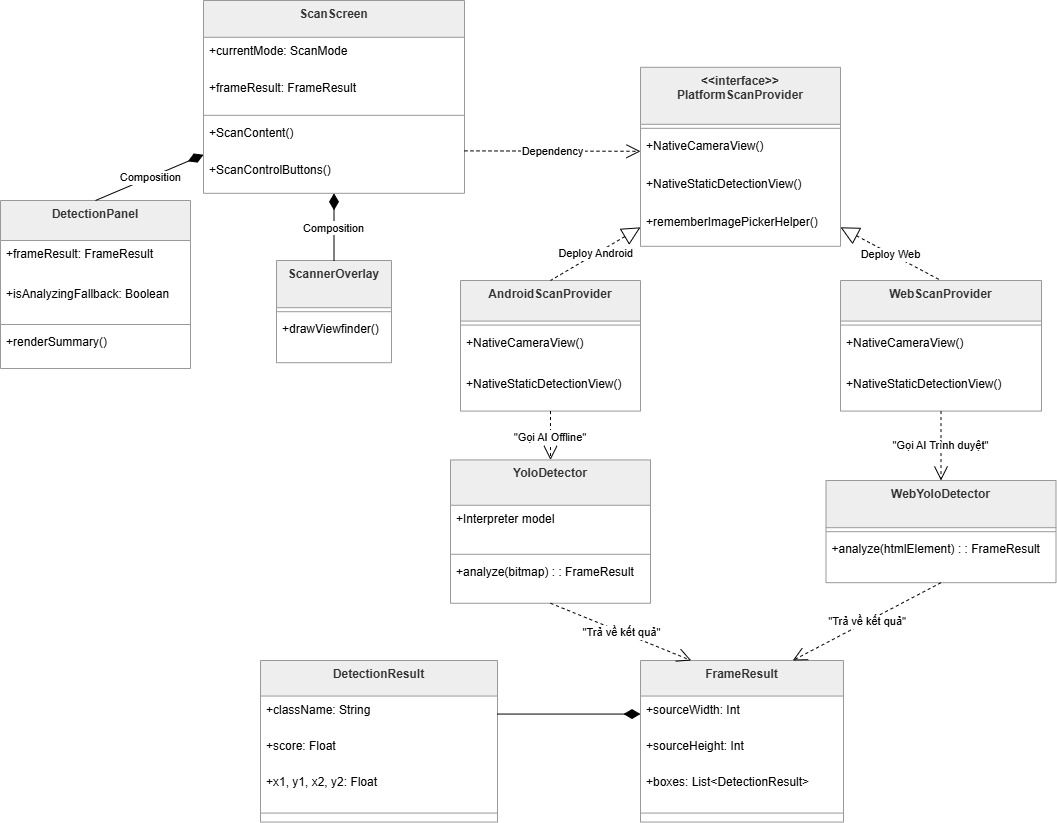 ScanScreen
+currentMode: ScanMode
+frameResult: FrameResult
+ScanContent()
+ScanControlButtons()
<<interface>>
PlatformScanProvider
+NativeCameraView()
+NativeStaticDetectionView()
+rememberImagePickerHelper()
Dependency
Composition
DetectionPanel
+frameResult: FrameResult
+isAnalyzingFallback: Boolean
+renderSummary()
Composition
ScannerOverlay
+drawViewfinder()
Deploy Android
Deploy Web
AndroidScanProvider
+NativeCameraView()
+NativeStaticDetectionView()
WebScanProvider
+NativeCameraView()
+NativeStaticDetectionView()
"Gọi AI Offline"
"Gọi AI Trình duyệt"
YoloDetector
+Interpreter model
+analyze(bitmap) : : FrameResult
WebYoloDetector
+analyze(htmlElement) : : FrameResult
"Trả về kết quả"
"Trả về kết quả"
DetectionResult
+className: String
+score: Float
+x1, y1, x2, y2: Float
FrameResult
+sourceWidth: Int
+sourceHeight: Int
+boxes: List<DetectionResult>